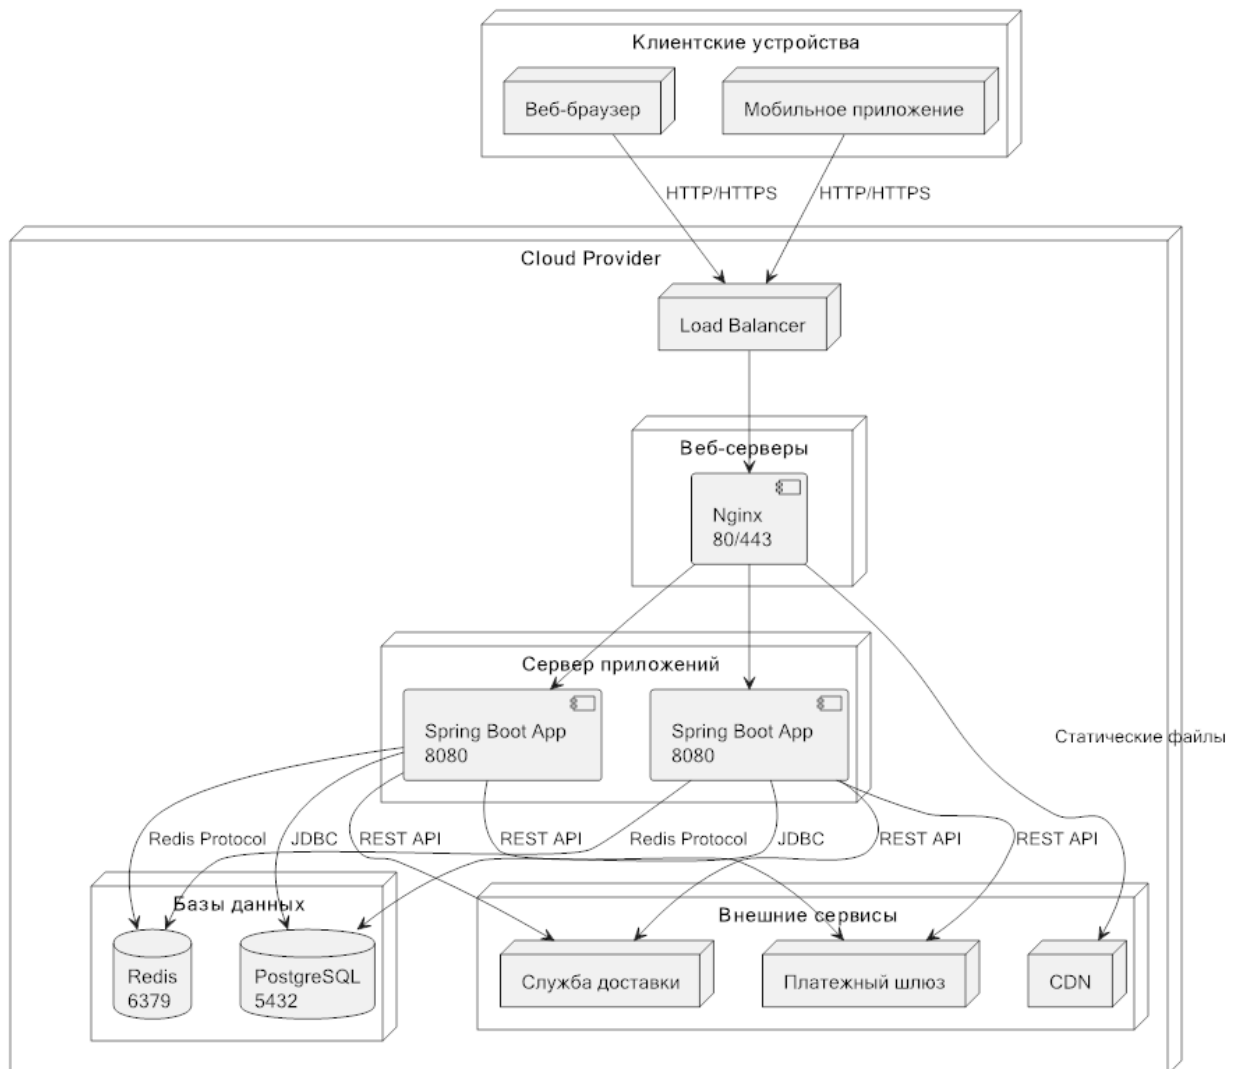 Клиентские устройства
Веб-браузер
Мобильное приложение
HTTP/HTTPS
HTTP/HTTPS
Cloud Provider
Load Balancer
Веб-серверы
Nginx
80/443
Сервер приложений
Spring Boot App
8080
Spring Boot App
8080
Статические файлы
Redis Protocol
JDBC
REST API
REST API
Redis Protocol
JDBC
REST API
REST API
Базы данных
Redis
6379
PostgreSQL
5432
Внешние сервисы
Служба доставки
Платежный шлюз
CDN